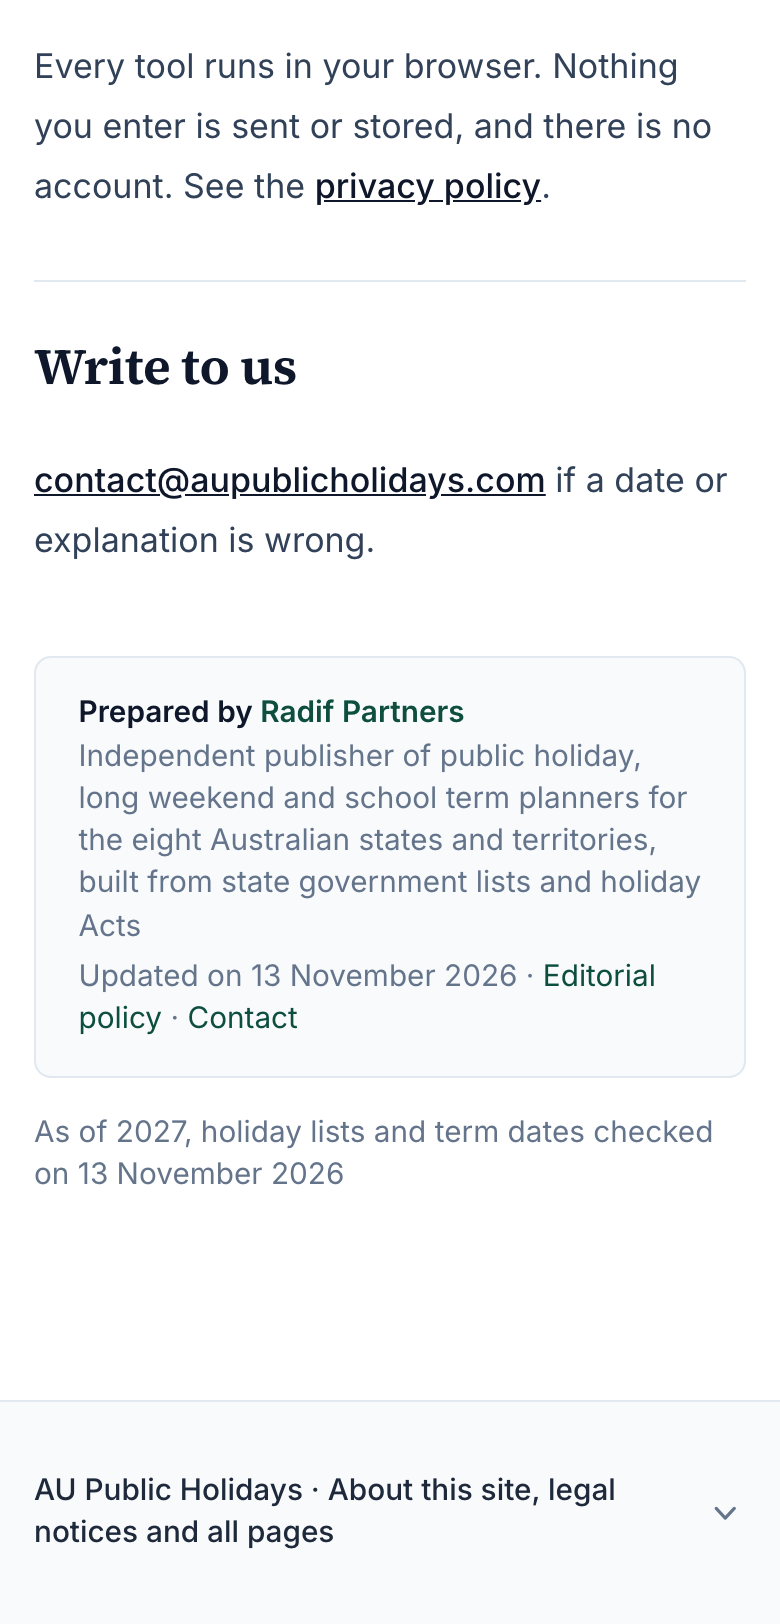 Every tool runs in your browser. Nothing
you enter is sent or stored, and there is no
account. See the privacy policy.
Write to us
contact@aupublicholidays.com if a date or
explanation is wrong.
Prepared by Radif Partners
Independent publisher of public holiday,
long weekend and school term planners for
the eight Australian states and territories,
built from state government lists and holiday
Acts
Updated on 13 November 2026 · Editorial
policy · Contact
As of 2027, holiday lists and term dates checked
on 13 November 2026
AU Public Holidays · About this site, legal
notices and all pages